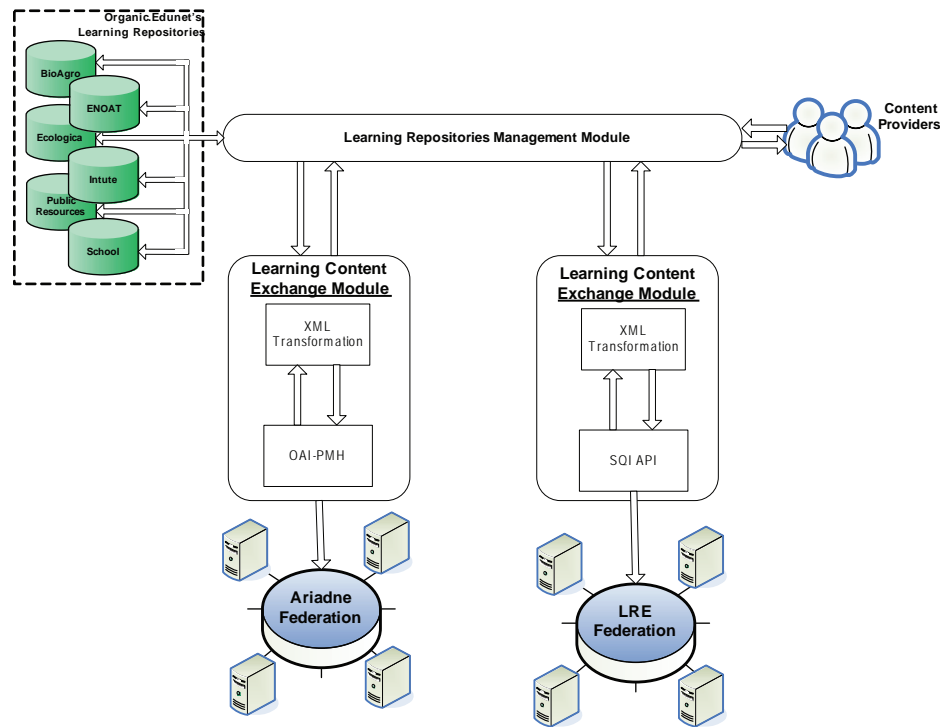 Organic.Edunet's
Learning Repositories
BioAgro
ENOAT
Ecologica
Intute
Public
Resources
School
Learning Repositories Management Module
Content
Providers
Learning Content
Exchange Module
XML
Transformation
OAI-PMH
Learning Content
Exchange Module
XML
Transformation
SQI API
Ariadne
Federation
LRE
Federation